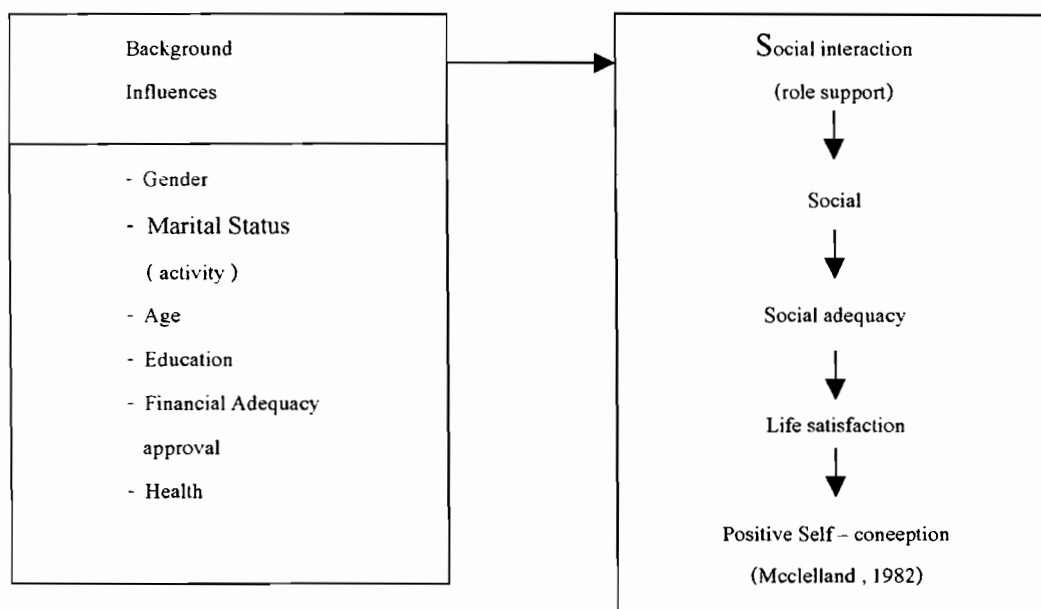 Background
Influences
- Gender
- Marital Status
( activity )
- Age
- Education
- Financial Adequacy
approval
- Health
Social interaction
(role support)
Social
Social adequacy
Life satisfaction
Positive Self – coneeption
(Mcclelland , 1982)